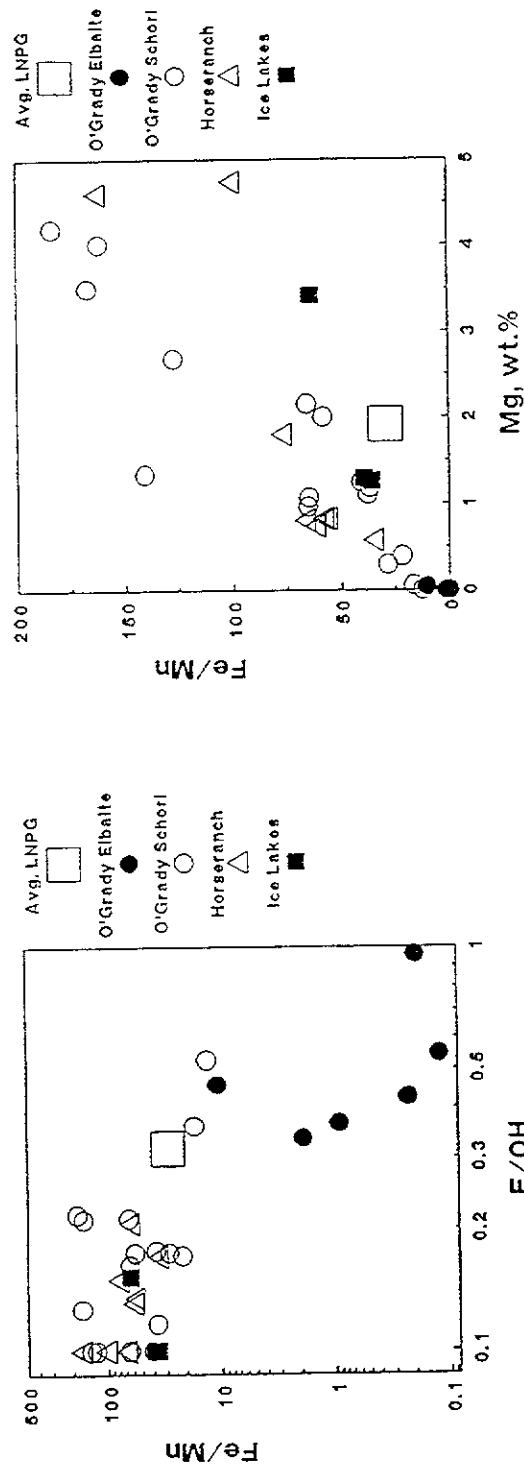 Fe/Mn
500
100
10
1
0.1
0.1
0.2
0.3
0.5
1
F/OH
Avg. LNPG
O'Grady Elbaite
O'Grady Schorl
Horseranch
Ice Lakes
Fe/Mn
200
150
100
50
0
0
1
2
3
4
5
Mg, wt.%
Avg. LNPG
O'Grady Elbaite
O'Grady Schorl
Horseranch
Ice Lakes